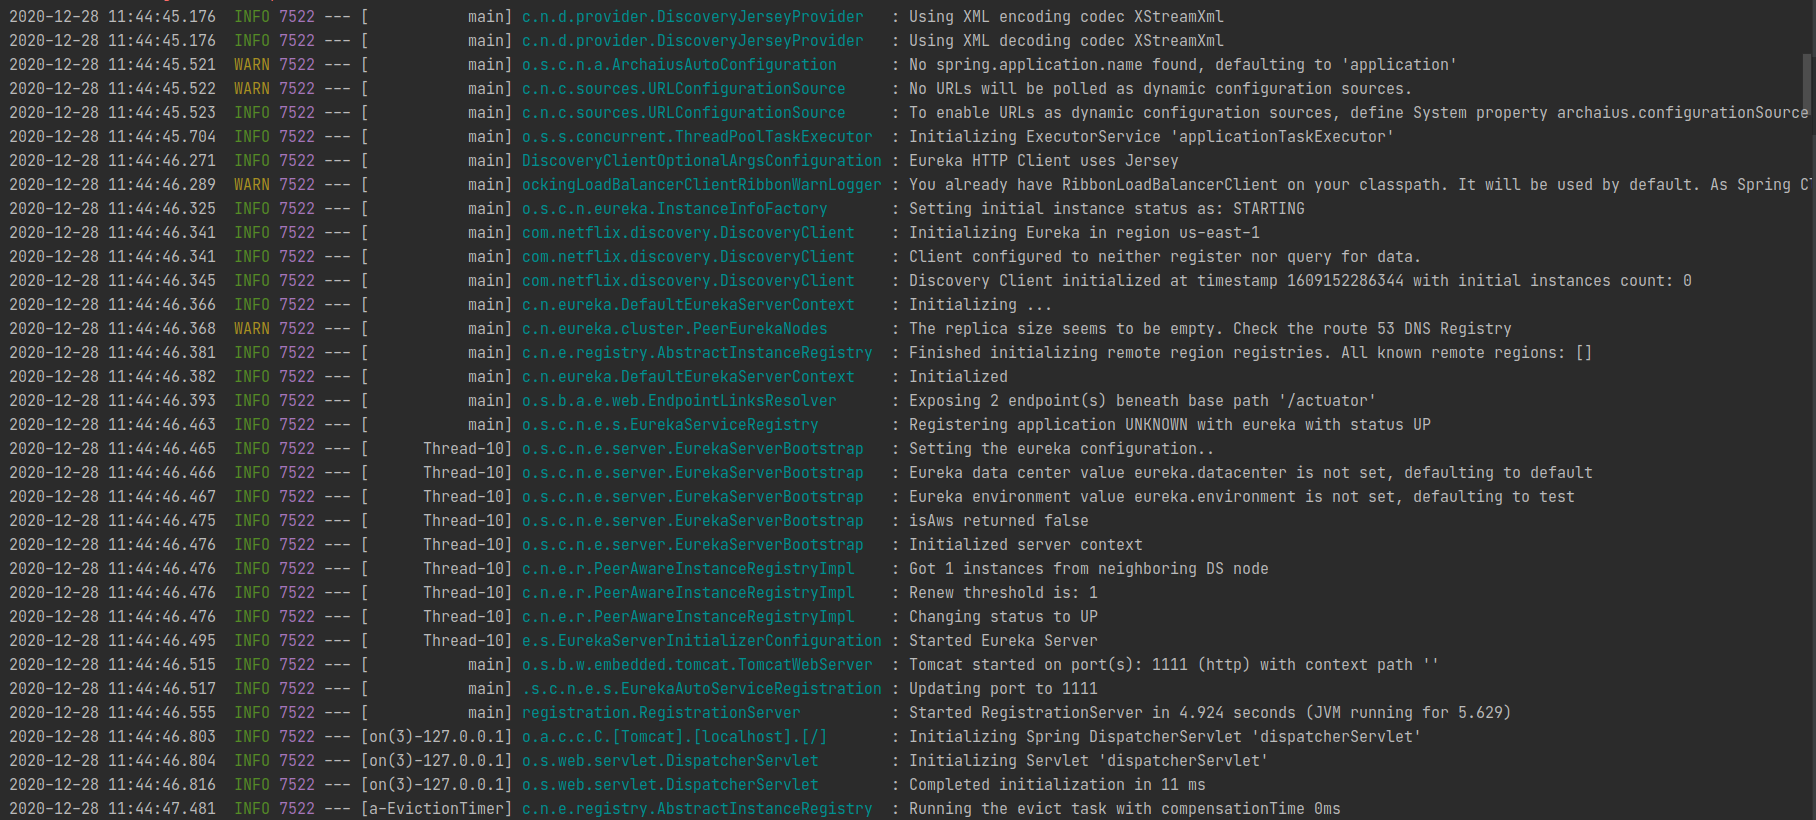 2020-12-28 11:44:45.176  INFO 7522 --- [           main] c.n.d.provider.DiscoveryJerseyProvider   : Using XML encoding codec XStreamXml
2020-12-28 11:44:45.176  INFO 7522 --- [           main] c.n.d.provider.DiscoveryJerseyProvider   : Using XML decoding codec XStreamXml
2020-12-28 11:44:45.521  WARN 7522 --- [           main] o.s.c.n.a.ArchaiusAutoConfiguration      : No spring.application.name found, defaulting to 'application'
2020-12-28 11:44:45.522  WARN 7522 --- [           main] c.n.c.sources.URLConfigurationSource     : No URLs will be polled as dynamic configuration sources.
2020-12-28 11:44:45.523  INFO 7522 --- [           main] c.n.c.sources.URLConfigurationSource     : To enable URLs as dynamic configuration sources, define System property archaius.configurationSource
2020-12-28 11:44:45.704  INFO 7522 --- [           main] o.s.s.concurrent.ThreadPoolTaskExecutor  : Initializing ExecutorService 'applicationTaskExecutor'
2020-12-28 11:44:46.271  INFO 7522 --- [           main] DiscoveryClientOptionalArgsConfiguration : Eureka HTTP Client uses Jersey
2020-12-28 11:44:46.289  WARN 7522 --- [           main] ockingLoadBalancerClientRibbonWarnLogger : You already have RibbonLoadBalancerClient on your classpath. It will be used by default. As Spring
2020-12-28 11:44:46.325  INFO 7522 --- [           main] o.s.c.n.eureka.InstanceInfoFactory       : Setting initial instance status as: STARTING
2020-12-28 11:44:46.341  INFO 7522 --- [           main] com.netflix.discovery.DiscoveryClient    : Initializing Eureka in region us-east-1
2020-12-28 11:44:46.341  INFO 7522 --- [           main] com.netflix.discovery.DiscoveryClient    : Client configured to neither register nor query for data.
2020-12-28 11:44:46.345  INFO 7522 --- [           main] com.netflix.discovery.DiscoveryClient    : Discovery Client initialized at timestamp 1609152286344 with initial instances count: 0
2020-12-28 11:44:46.366  INFO 7522 --- [           main] c.n.eureka.DefaultEurekaServerContext    : Initializing ...
2020-12-28 11:44:46.368  WARN 7522 --- [           main] c.n.eureka.cluster.PeerEurekaNodes       : The replica size seems to be empty. Check the route 53 DNS Registry
2020-12-28 11:44:46.381  INFO 7522 --- [           main] c.n.e.registry.AbstractInstanceRegistry  : Finished initializing remote region registries. All known remote regions: []
2020-12-28 11:44:46.382  INFO 7522 --- [           main] c.n.eureka.DefaultEurekaServerContext    : Initialized
2020-12-28 11:44:46.393  INFO 7522 --- [           main] o.s.b.a.e.web.EndpointLinksResolver      : Exposing 2 endpoint(s) beneath base path '/actuator'
2020-12-28 11:44:46.463  INFO 7522 --- [           main] o.s.c.n.e.s.EurekaServiceRegistry        : Registering application UNKNOWN with eureka with status UP
2020-12-28 11:44:46.465  INFO 7522 --- [      Thread-10] o.s.c.n.e.server.EurekaServerBootstrap   : Setting the eureka configuration..
2020-12-28 11:44:46.466  INFO 7522 --- [      Thread-10] o.s.c.n.e.server.EurekaServerBootstrap   : Eureka data center value eureka.datacenter is not set, defaulting to default
2020-12-28 11:44:46.467  INFO 7522 --- [      Thread-10] o.s.c.n.e.server.EurekaServerBootstrap   : Eureka environment value eureka.environment is not set, defaulting to test
2020-12-28 11:44:46.475  INFO 7522 --- [      Thread-10] o.s.c.n.e.server.EurekaServerBootstrap   : isAws returned false
2020-12-28 11:44:46.476  INFO 7522 --- [      Thread-10] o.s.c.n.e.server.EurekaServerBootstrap   : Initialized server context
2020-12-28 11:44:46.476  INFO 7522 --- [      Thread-10] c.n.e.r.PeerAwareInstanceRegistryImpl    : Got 1 instances from neighboring DS node
2020-12-28 11:44:46.476  INFO 7522 --- [      Thread-10] c.n.e.r.PeerAwareInstanceRegistryImpl    : Renew threshold is: 1
2020-12-28 11:44:46.476  INFO 7522 --- [      Thread-10] c.n.e.r.PeerAwareInstanceRegistryImpl    : Changing status to UP
2020-12-28 11:44:46.495  INFO 7522 --- [      Thread-10] e.s.EurekaServerInitializerConfiguration : Started Eureka Server
2020-12-28 11:44:46.515  INFO 7522 --- [           main] o.s.b.w.embedded.tomcat.TomcatWebServer  : Tomcat started on port(s): 1111 (http) with context path ''
2020-12-28 11:44:46.517  INFO 7522 --- [           main] .s.c.n.e.s.EurekaAutoServiceRegistration : Updating port to 1111
2020-12-28 11:44:46.555  INFO 7522 --- [           main] registration.RegistrationServer          : Started RegistrationServer in 4.924 seconds (JVM running for 5.629)
2020-12-28 11:44:46.803  INFO 7522 --- [on(3)-127.0.0.1] o.a.c.c.C.[Tomcat].[localhost].[/]       : Initializing Spring DispatcherServlet 'dispatcherServlet'
2020-12-28 11:44:46.804  INFO 7522 --- [on(3)-127.0.0.1] o.s.web.servlet.DispatcherServlet        : Initializing Servlet 'dispatcherServlet'
2020-12-28 11:44:46.816  INFO 7522 --- [on(3)-127.0.0.1] o.s.web.servlet.DispatcherServlet        : Completed initialization in 11 ms
2020-12-28 11:44:47.481  INFO 7522 --- [a-EvictionTimer] c.n.e.registry.AbstractInstanceRegistry  : Running the evict task with compensationTime 0ms